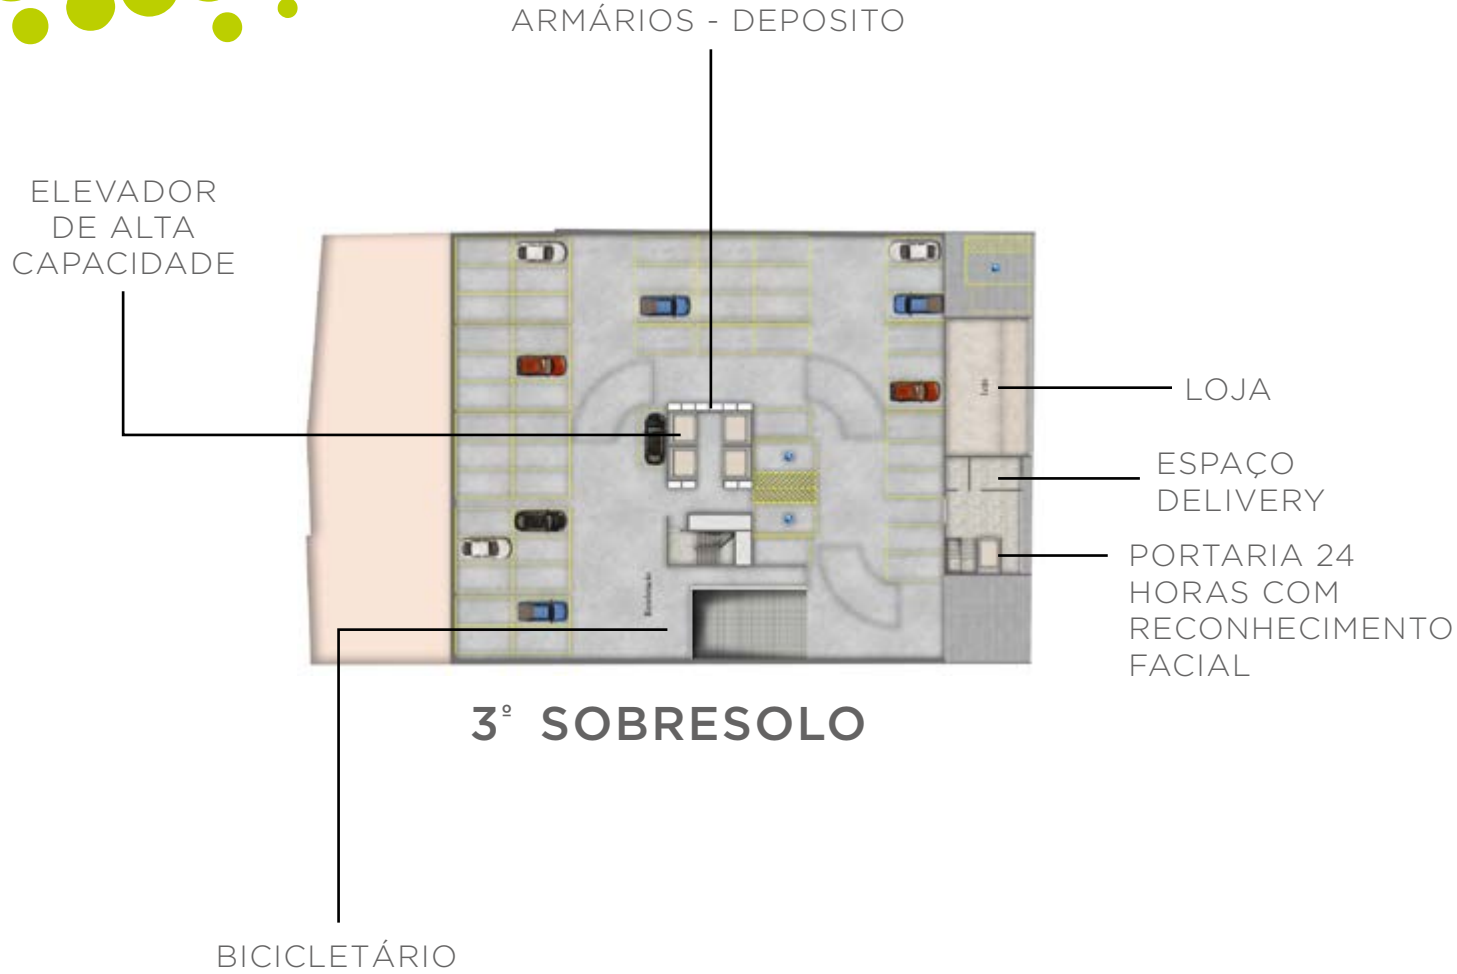 ARMÁRIOS - DEPOSITO
ELEVADOR
DE ALTA
CAPACIDADE
LOJA
ESPAÇO
DELIVERY
PORTARIA 24
HORAS COM
RECONHECIMENTO
FACIAL
3º SOBRESOLO
BICICLETÁRIO